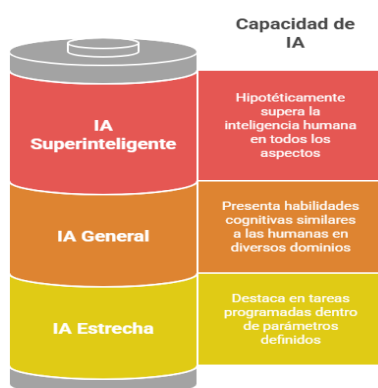 Capacidad de
IA
IA
Superinteligente
Hipotéticamente
supera la
inteligencia humana
en todos los
aspectos
IA General
Presenta habilidades
cognitivas similares
a las humanas en
diversos dominios
IA Estrecha
Destaca en tareas
programadas dentro
de parámetros
definidos